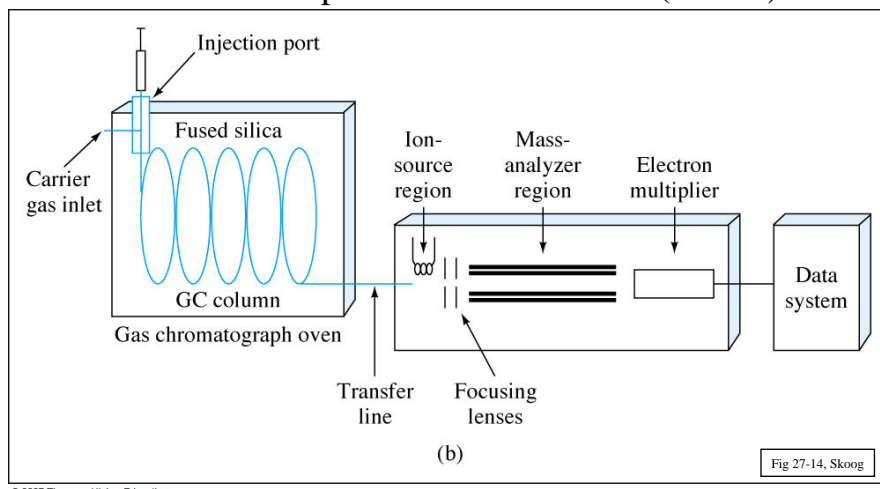 Injection port
Fused silica
Carrier
gas inlet
GC column
Gas chromatograph oven
Ion-
source
region
Mass-
analyzer
region
Electron
multiplier
Data
system
Transfer
line
Focusing
lenses
(b)
Fig 27-14, Skoog